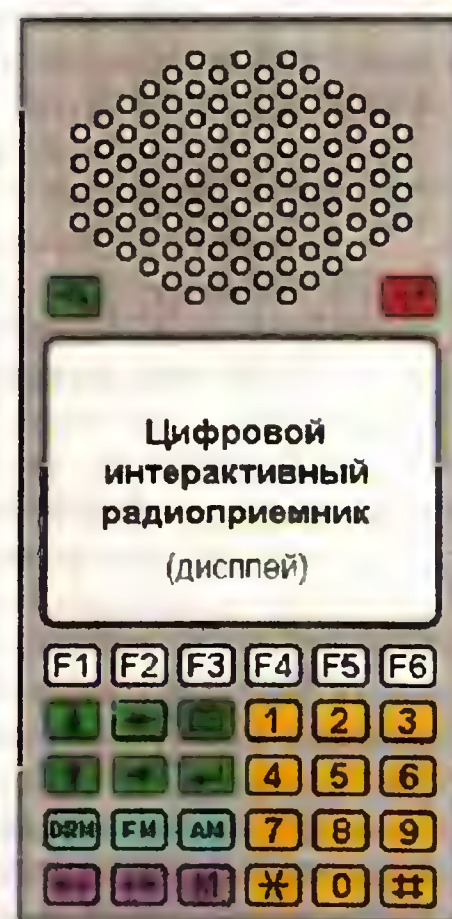 Цифровой
интерактивный
радиоприемник
(дисплей)
F1 F2 F3 F4 F5 F6
1 2 3
4 5 6
DRM FM AM 7 8 9
M * 0 #